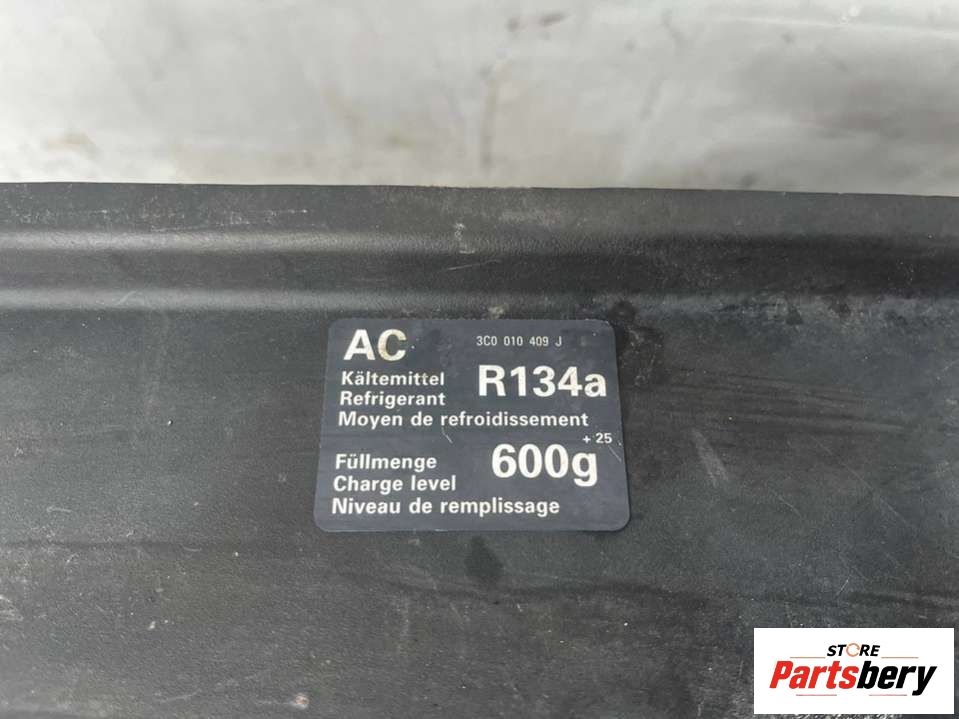 AC 3C0 010 409 J
Kältemittel R134a
Refrigerant
Moyen de refroidissement
Füllmenge 600g + 25
Charge level
Niveau de remplissage
STORE
Partsbery